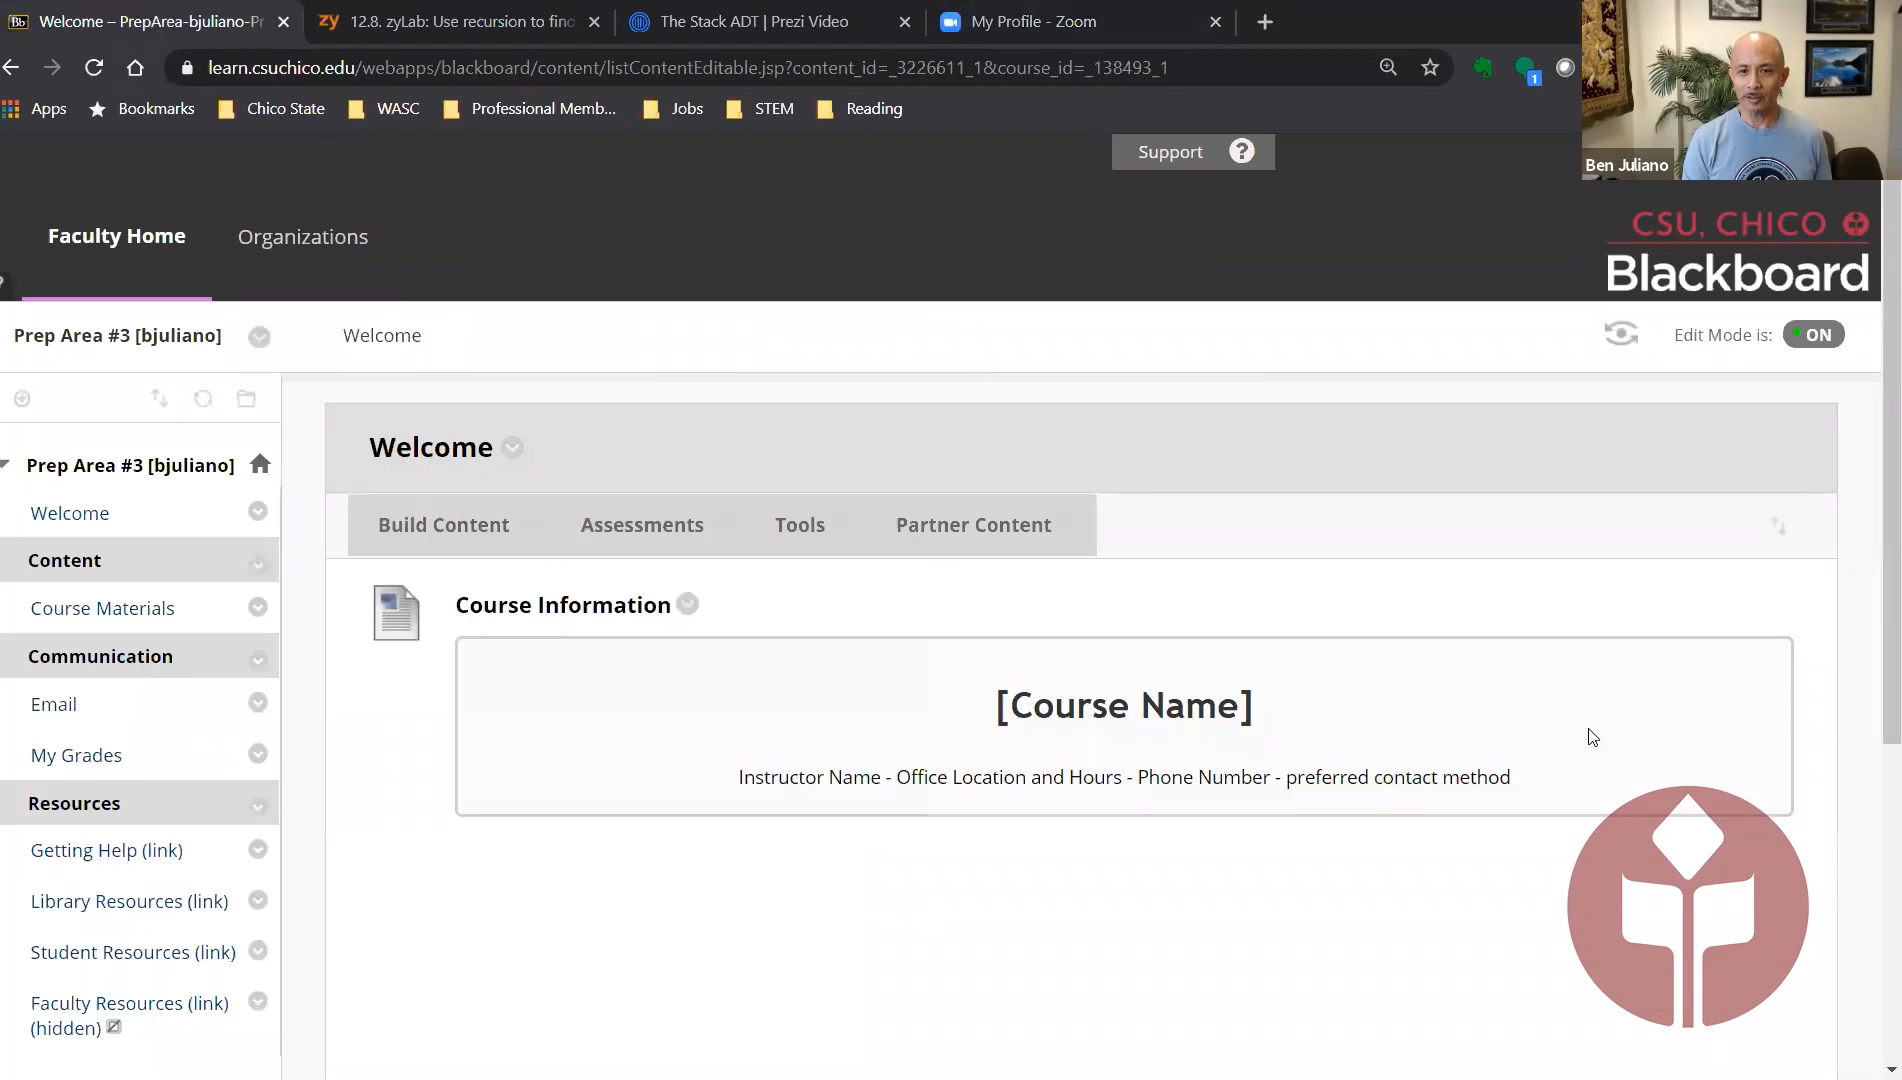 Bb Welcome – PrepArea-bjuliano-Pr
zy 12.8. zyLab: Use recursion to find
The Stack ADT | Prezi Video
My Profile - Zoom
learn.csuchico.edu/webapps/blackboard/content/listContentEditable.jsp?content_id=_3226611_1&course_id=_138493_1
1
Apps
Bookmarks
Chico State
WASC
Professional Memb...
Jobs
STEM
Reading
Ben Juliano
Support ?
Faculty Home
Organizations
CSU, CHICO
Blackboard
Prep Area #3 [bjuliano]
Welcome
Edit Mode is: ON
Prep Area #3 [bjuliano]
Welcome
Content
Course Materials
Communication
Email
My Grades
Resources
Getting Help (link)
Library Resources (link)
Student Resources (link)
Faculty Resources (link)
(hidden)
Welcome
Build Content
Assessments
Tools
Partner Content
Course Information
[Course Name]
Instructor Name - Office Location and Hours - Phone Number - preferred contact method